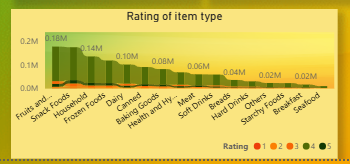 Rating of item type
0.2M
0.1M
0.0M
0.18M
0.14M
0.10M
0.08M
0.06M
0.04M
0.02M
0.02M
Fruits and...
Snack Foods
Household
Frozen Foods
Dairy
Canned
Baking Goods
Health and Hy...
Meat
Soft Drinks
Breads
Hard Drinks
Others
Starchy Foods
Breakfast
Seafood
Rating 1 2 3 4 5